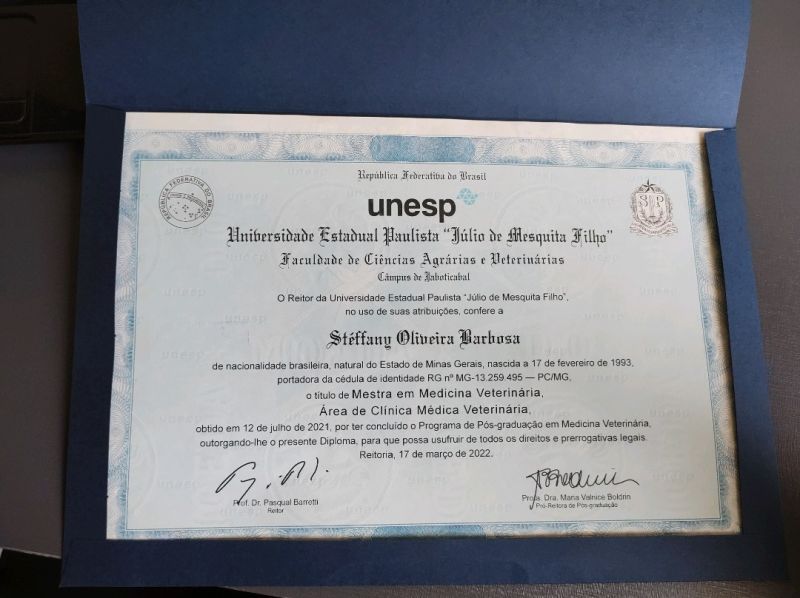 República Federativa do Brasil
REPÚBLICA FEDERATIVA DO BRASIL
unesp
S P
Universidade Estadual Paulista "Júlio de Mesquita Filho"
Faculdade de Ciências Agrárias e Veterinárias
Câmpus de Jaboticabal
O Reitor da Universidade Estadual Paulista "Júlio de Mesquita Filho",
no uso de suas atribuições, confere a
Stéffany Oliveira Barbosa
de nacionalidade brasileira, natural do Estado de Minas Gerais, nascida a 17 de fevereiro de 1993,
portadora da cédula de identidade RG nº MG-13.259.495 — PC/MG,
o título de Mestra em Medicina Veterinária,
Área de Clínica Médica Veterinária,
obtido em 12 de julho de 2021, por ter concluído o Programa de Pós-graduação em Medicina Veterinária,
outorgando-lhe o presente Diploma, para que possa usufruir de todos os direitos e prerrogativas legais.
Reitoria, 17 de março de 2022.
Prof. Dr. Pasqual Barretti
Reitor
Profa. Dra. Maria Valnice Boldrin
Pró-Reitora de Pós-graduação